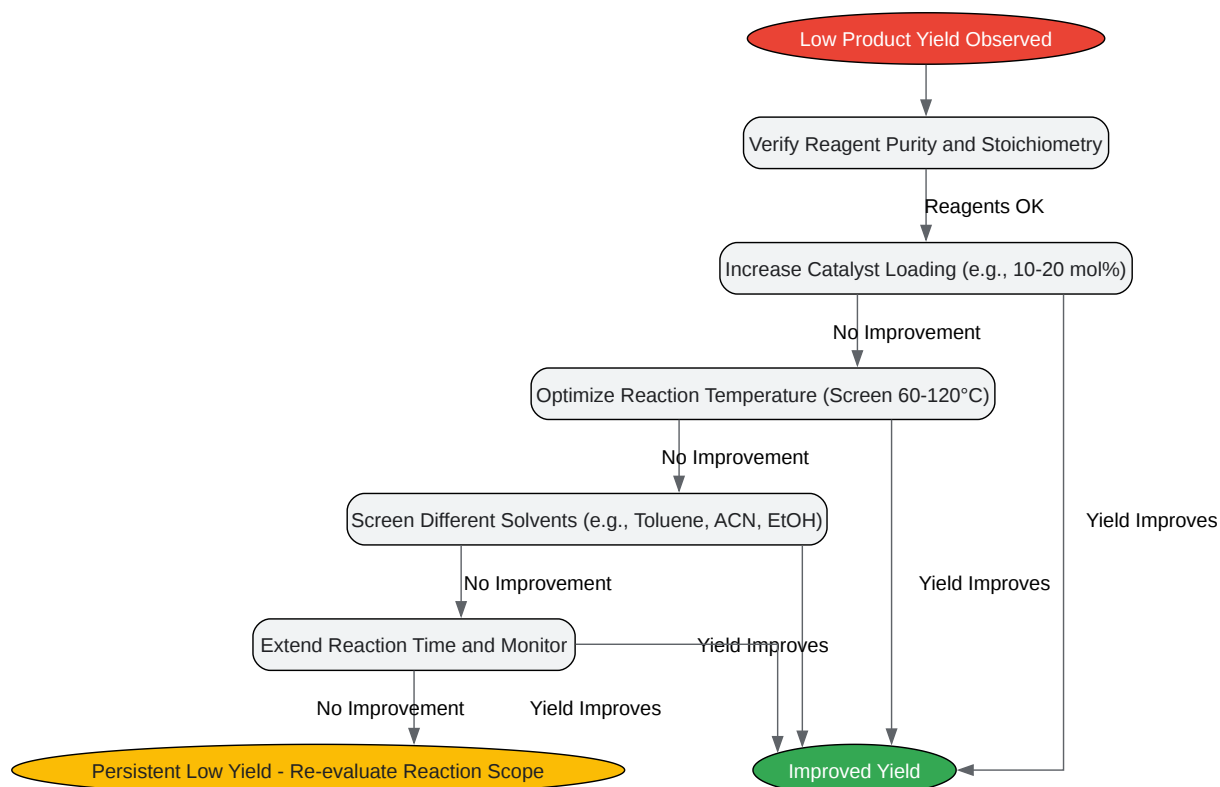 Low Product Yield Observed
Verify Reagent Purity and Stoichiometry
Reagents OK
Increase Catalyst Loading (e.g., 10-20 mol%)
No Improvement
Optimize Reaction Temperature (Screen 60-120°C)
No Improvement
Screen Different Solvents (e.g., Toluene, ACN, EtOH)
Yield Improves
No Improvement
Yield Improves
Extend Reaction Time and Monitor
Yield Improves
No Improvement
Yield Improves
Persistent Low Yield - Re-evaluate Reaction Scope
Improved Yield